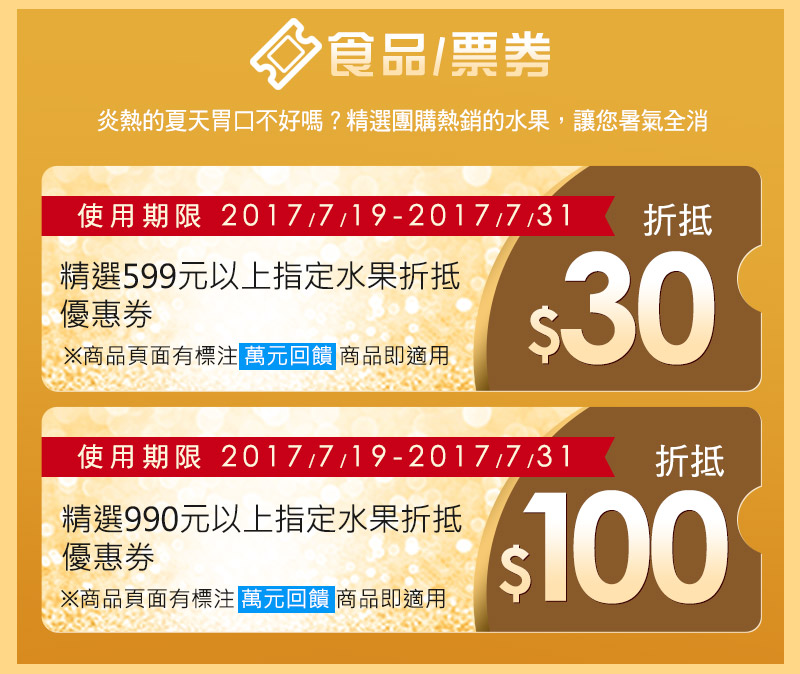 食品/票券
炎熱的夏天胃口不好嗎？精選團購熱銷的水果，讓您暑氣全消
使用期限 2017/7/19-2017/7/31
折抵
$30
精選599元以上指定水果折抵
優惠券
※商品頁面有標注 萬元回饋 商品即適用
使用期限 2017/7/19-2017/7/31
折抵
$100
精選990元以上指定水果折抵
優惠券
※商品頁面有標注 萬元回饋 商品即適用